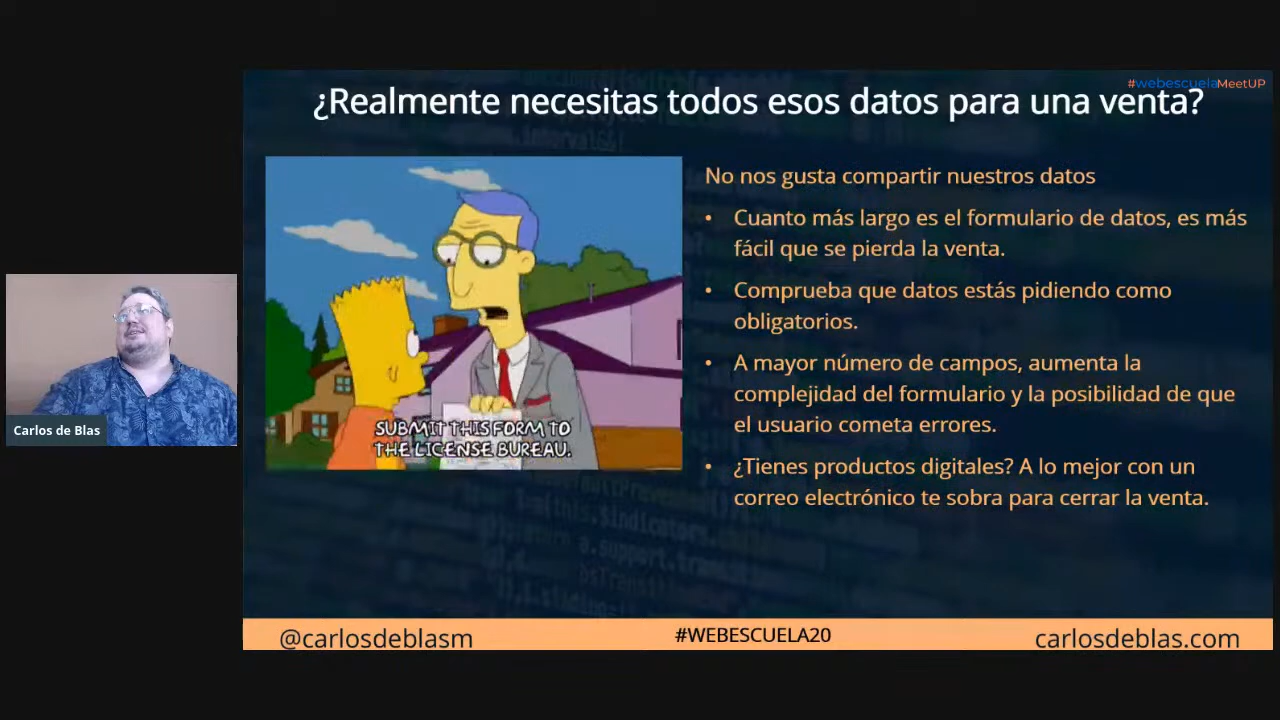 #webescuelaMeetUP
¿Realmente necesitas todos esos datos para una venta?
No nos gusta compartir nuestros datos
• Cuanto más largo es el formulario de datos, es más
fácil que se pierda la venta.
• Comprueba que datos estás pidiendo como
obligatorios.
• A mayor número de campos, aumenta la
complejidad del formulario y la posibilidad de que
el usuario cometa errores.
• ¿Tienes productos digitales? A lo mejor con un
correo electrónico te sobra para cerrar la venta.
SUBMIT THIS FORM TO
THE LICENSE BUREAU.
Carlos de Blas
@carlosdeblasm
#WEBESCUELA20
carlosdeblas.com